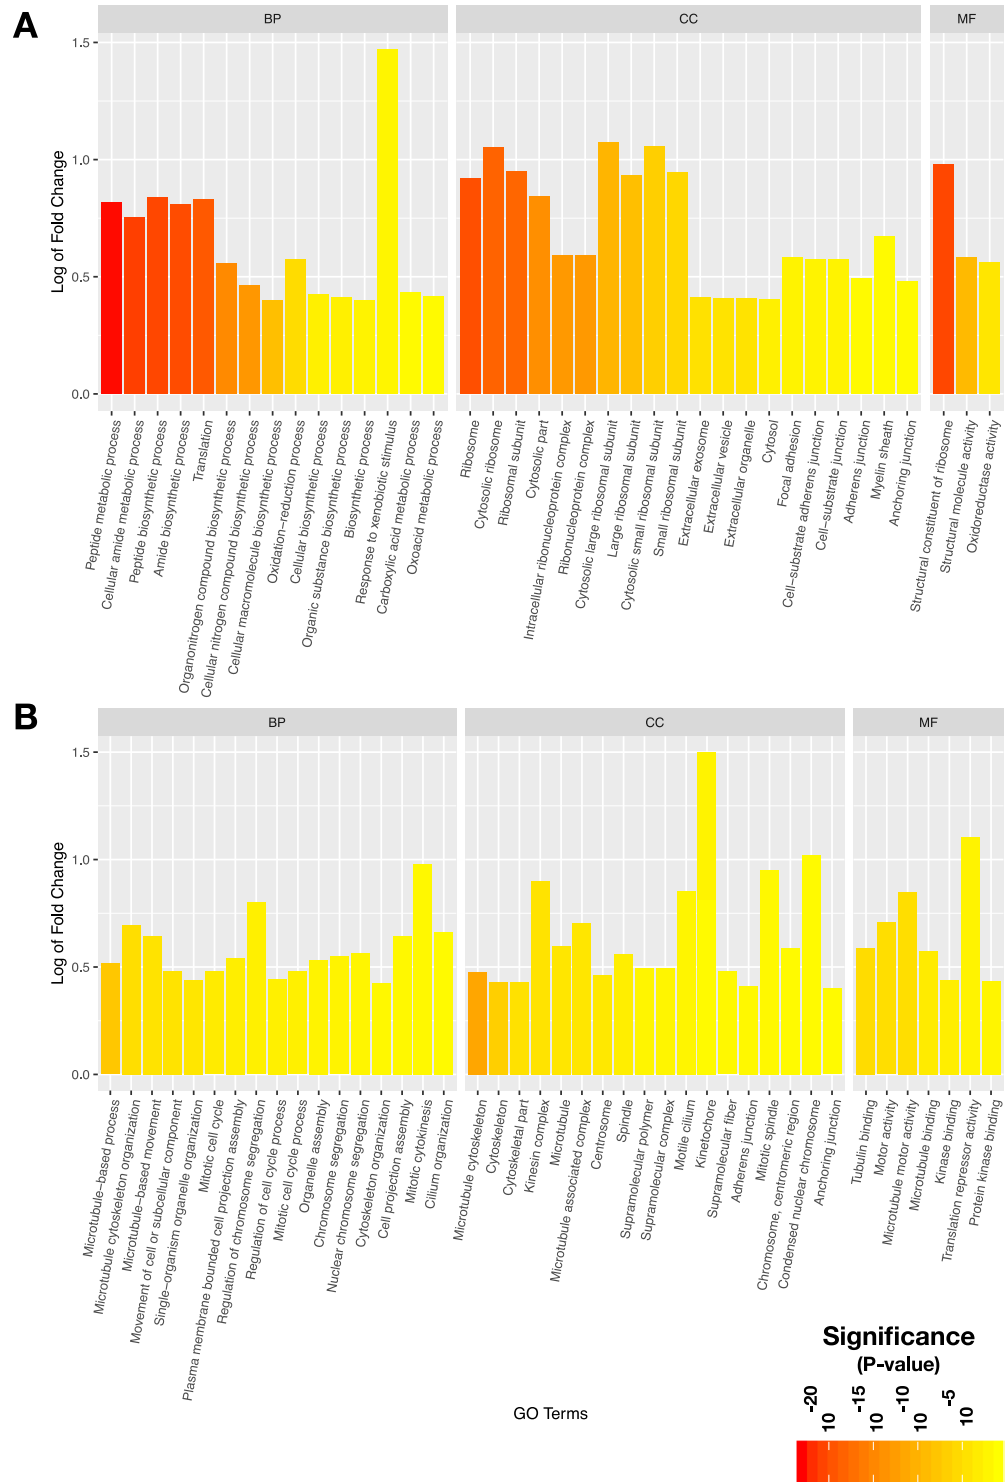 A
BP
CC
MF
Log of Fold Change
1.5
1.0
0.5
0.0
Peptide metabolic process
Cellular amide metabolic process
Peptide biosynthetic process
Amide biosynthetic process
Translation
Organonitrogen compound biosynthetic process
Cellular nitrogen compound biosynthetic process
Cellular macromolecule biosynthetic process
Oxidation−reduction process
Cellular biosynthetic process
Organic substance biosynthetic process
Biosynthetic process
Response to xenobiotic stimulus
Carboxylic acid metabolic process
Oxoacid metabolic process
Ribosome
Cytosolic ribosome
Ribosomal subunit
Cytosolic part
Intracellular ribonucleoprotein complex
Ribonucleoprotein complex
Cytosolic large ribosomal subunit
Large ribosomal subunit
Cytosolic small ribosomal subunit
Small ribosomal subunit
Extracellular exosome
Extracellular vesicle
Extracellular organelle
Cytosol
Focal adhesion
Cell−substrate adherens junction
Cell−substrate junction
Adherens junction
Myelin sheath
Anchoring junction
Structural constituent of ribosome
Structural molecule activity
Oxidoreductase activity
B
BP
CC
MF
Log of Fold Change
1.5
1.0
0.5
0.0
Microtubule−based process
Microtubule cytoskeleton organization
Microtubule−based movement
Movement of cell or subcellular component
Single−organism organelle organization
Mitotic cell cycle
Plasma membrane bounded cell projection assembly
Regulation of chromosome segregation
Regulation of cell cycle process
Mitotic cell cycle process
Organelle assembly
Chromosome segregation
Nuclear chromosome segregation
Cytoskeleton organization
Cell projection assembly
Mitotic cytokinesis
Cilium organization
Microtubule cytoskeleton
Cytoskeleton
Cytoskeletal part
Kinesin complex
Microtubule
Microtubule associated complex
Centrosome
Spindle
Supramolecular polymer
Supramolecular complex
Motile cilium
Kinetochore
Supramolecular fiber
Adherens junction
Mitotic spindle
Chromosome, centromeric region
Condensed nuclear chromosome
Anchoring junction
Tubulin binding
Motor activity
Microtubule motor activity
Microtubule binding
Kinase binding
Translation repressor activity
Protein kinase binding
GO Terms
Significance
(P-value)
10 -20
10 -15
10 -10
10 -5